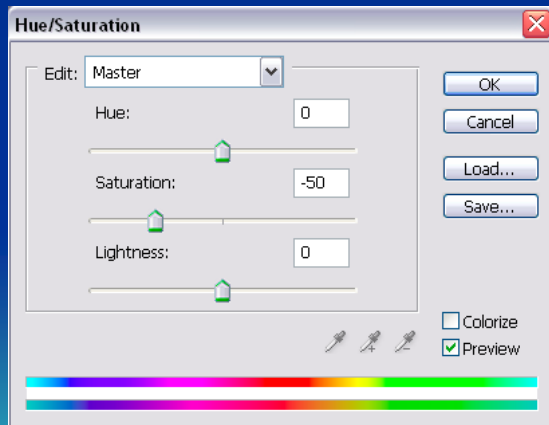 Hue/Saturation
Edit: Master
OK
Hue: 0
Cancel
Load...
Saturation: -50
Save...
Lightness: 0
Colorize
Preview